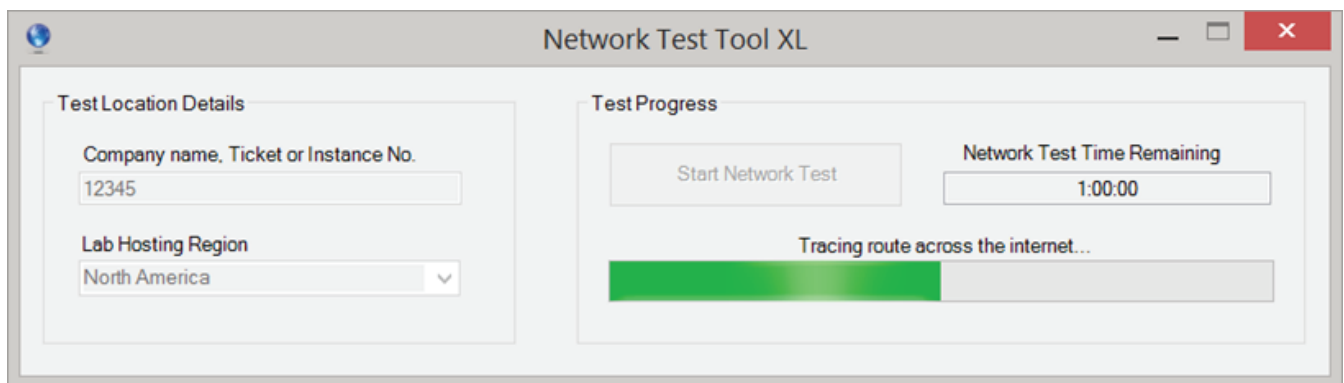 Network Test Tool XL
Test Location Details
Company name, Ticket or Instance No.
12345
Lab Hosting Region
North America
Test Progress
Start Network Test
Network Test Time Remaining
1:00:00
Tracing route across the internet...